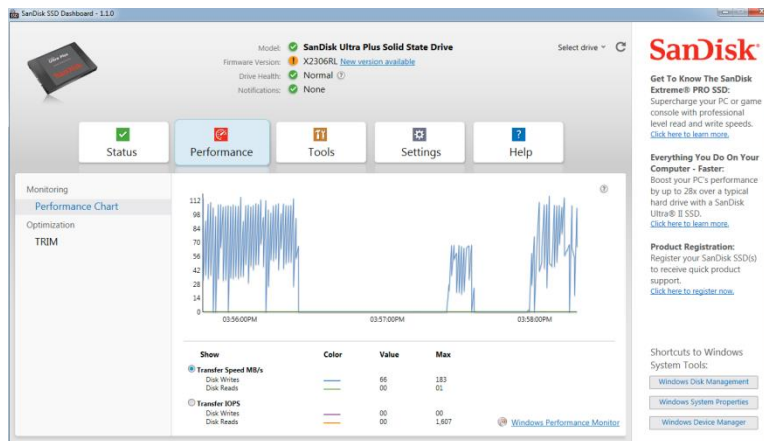 SanDisk SSD Dashboard - 1.1.0
Model: SanDisk Ultra Plus Solid State Drive
Select drive
Firmware Version: X2306RL New version available
Drive Health: Normal
Notifications: None
Status
Performance
Tools
Settings
Help
Monitoring
Performance Chart
Optimization
TRIM
112
98
84
70
56
42
28
14
0
03:56:00PM 03:57:00PM 03:58:00PM
Show Color Value Max
Transfer Speed MB/s
Disk Writes 66 183
Disk Reads 00 01
Transfer IOPS
Disk Writes 00 00
Disk Reads 00 1,607
Windows Performance Monitor
SanDisk
Get To Know The SanDisk
Extreme® PRO SSD:
Supercharge your PC or game
console with professional
level read and write speeds.
Click here to learn more.
Everything You Do On Your
Computer - Faster:
Boost your PC's performance
by up to 28x over a typical
hard drive with a SanDisk
Ultra® II SSD.
Click here to learn more.
Product Registration:
Register your SanDisk SSD(s)
to receive quick product
support.
Click here to register now.
Shortcuts to Windows
System Tools:
Windows Disk Management
Windows System Properties
Windows Device Manager